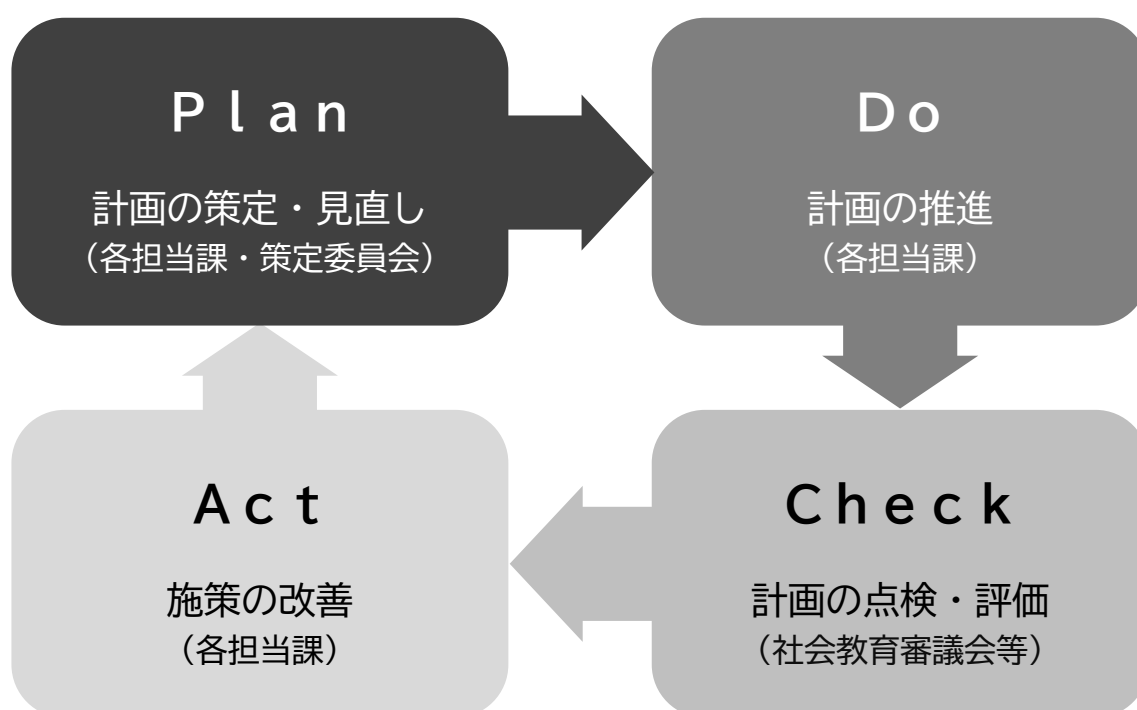 Ｐｌａｎ
計画の策定・見直し
（各担当課・策定委員会）
Ｄｏ
計画の推進
（各担当課）
Ｃｈｅｃｋ
計画の点検・評価
（社会教育審議会等）
Ａｃｔ
施策の改善
（各担当課）